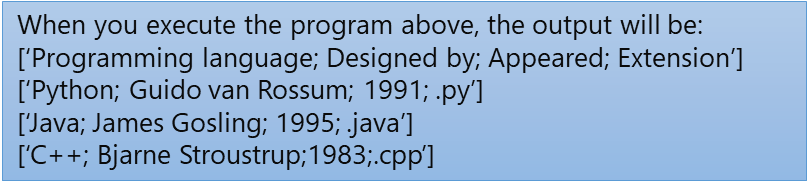 When you execute the program above, the output will be:
[‘Programming language; Designed by; Appeared; Extension’]
[‘Python; Guido van Rossum; 1991; .py’]
[‘Java; James Gosling; 1995; .java’]
[‘C++; Bjarne Stroustrup;1983;.cpp’]